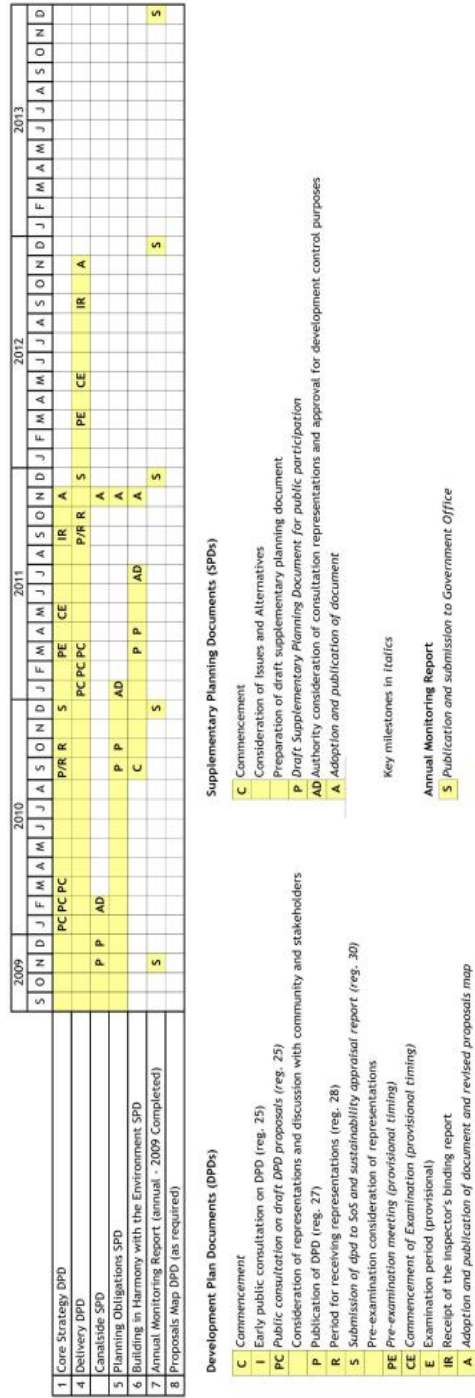 2009 2010 2011 2012 2013
S O N D J F M A M J J A S O N D J F M A M J J A S O N D J F M A M J J A S O N D J F M A M J J A S O N D
1 Core Strategy DPD PC PC PC P/R R S PE CE IR A
4 Delivery DPD PC PC PC P/R R S PE CE IR A
Canalside SPD P P AD A
5 Planning Obligations SPD P P AD A
6 Building in Harmony with the Environment SPD C P P AD A
7 Annual Monitoring Report (annual - 2009 Completed) S S S S S
8 Proposals Map DPD (as required)
Development Plan Documents (DPDs)
C Commencement
I Early public consultation on DPD (reg. 25)
PC Public consultation on draft DPD proposals (reg. 25)
Consideration of representations and discussion with community and stakeholders
P Publication of DPD (reg. 27)
R Period for receiving representations (reg. 28)
S Submission of dpd to SoS and sustainability appraisal report (reg. 30)
Pre-examination consideration of representations
PE Pre-examination meeting (provisional timing)
CE Commencement of Examination (provisional timing)
E Examination period (provisional)
IR Receipt of the Inspector's binding report
A Adoption and publication of document and revised proposals map
Supplementary Planning Documents (SPDs)
C Commencement
Consideration of Issues and Alternatives
Preparation of draft supplementary planning document
P Draft Supplementary Planning Document for public participation
AD Authority consideration of consultation representations and approval for development control purposes
A Adoption and publication of document
Key milestones in italics
Annual Monitoring Report
S Publication and submission to Government Office